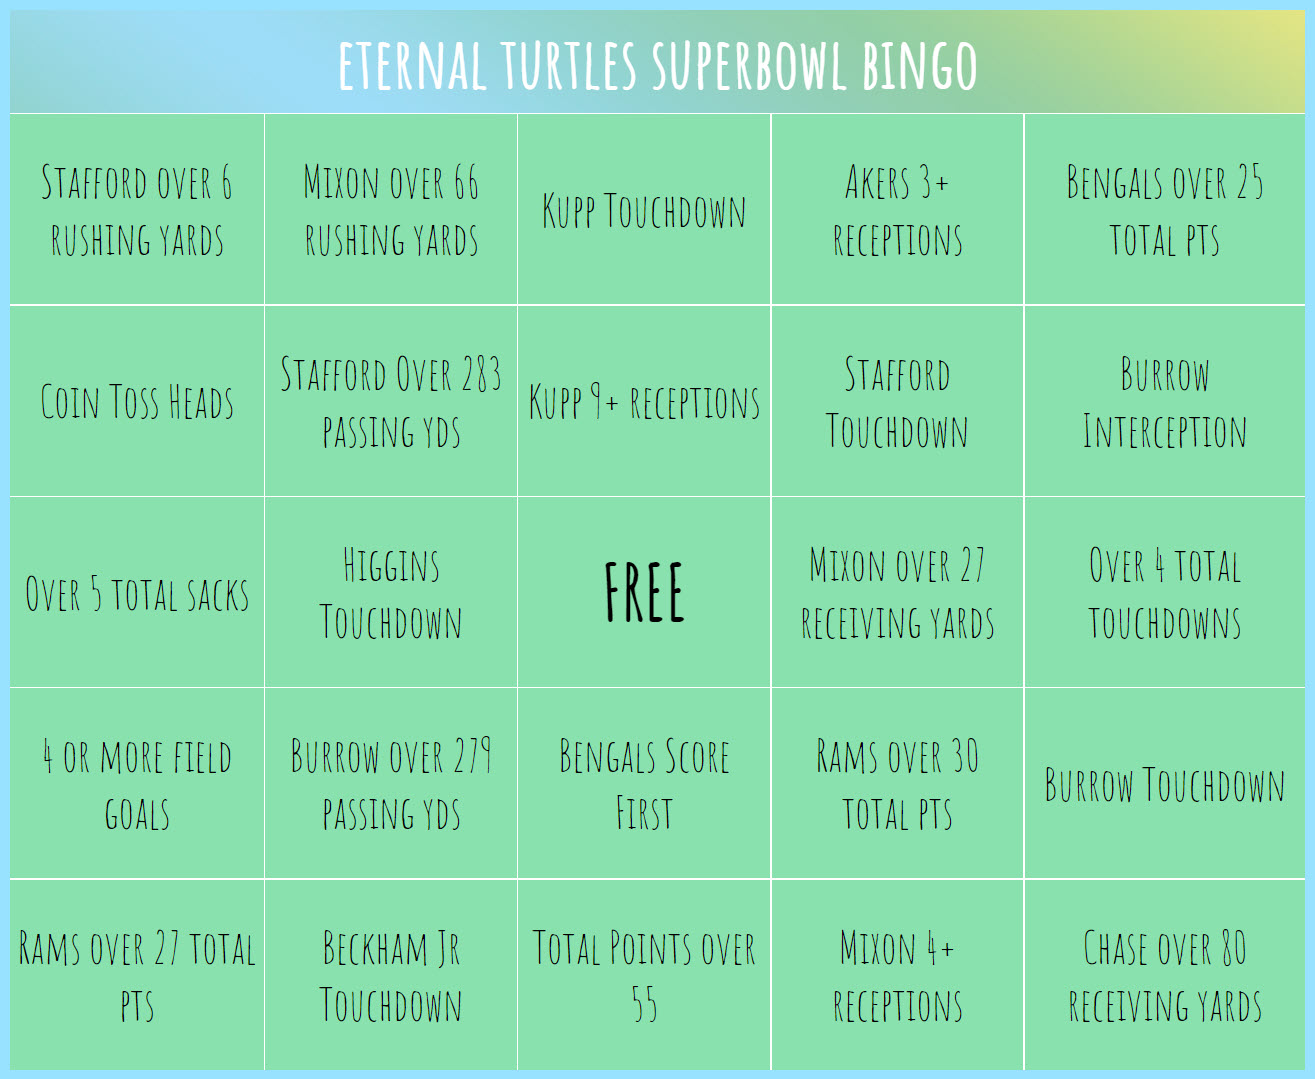 ETERNAL TURTLES SUPERBOWL BINGO
STAFFORD OVER 6
RUSHING YARDS
MIXON OVER 66
RUSHING YARDS
KUPP TOUCHDOWN
AKERS 3+
RECEPTIONS
BENGALS OVER 25
TOTAL PTS
COIN TOSS HEADS
STAFFORD OVER 283
PASSING YDS
KUPP 9+ RECEPTIONS
STAFFORD
TOUCHDOWN
BURROW
INTERCEPTION
OVER 5 TOTAL SACKS
HIGGINS
TOUCHDOWN
FREE
MIXON OVER 27
RECEIVING YARDS
OVER 4 TOTAL
TOUCHDOWNS
4 OR MORE FIELD
GOALS
BURROW OVER 279
PASSING YDS
BENGALS SCORE
FIRST
RAMS OVER 30
TOTAL PTS
BURROW TOUCHDOWN
RAMS OVER 27 TOTAL
PTS
BECKHAM JR
TOUCHDOWN
TOTAL POINTS OVER
55
MIXON 4+
RECEPTIONS
CHASE OVER 80
RECEIVING YARDS